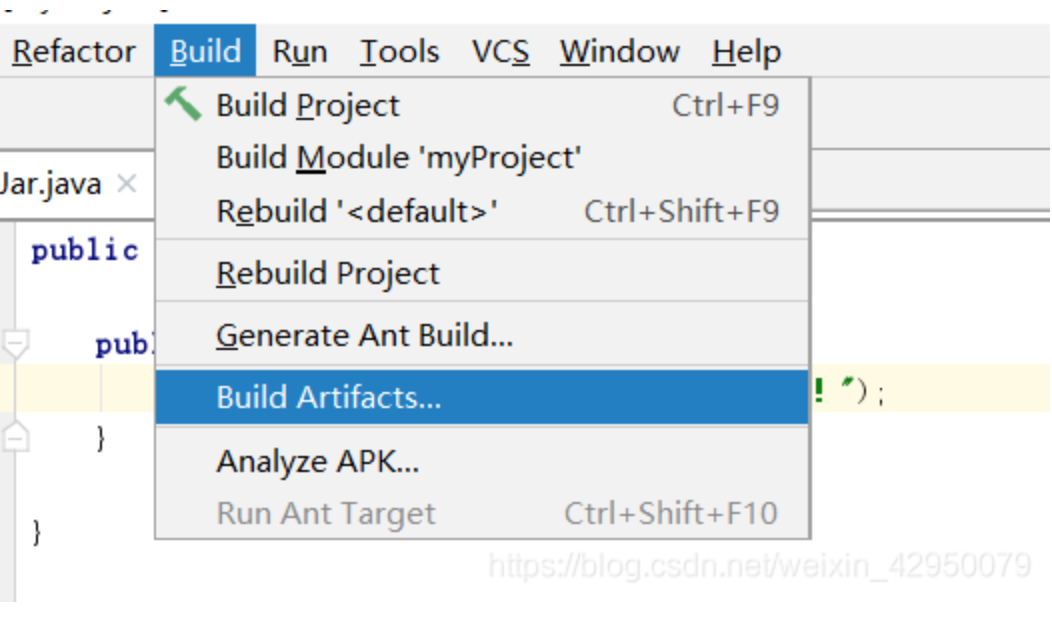 Refactor Build Run Tools VCS Window Help
Build Project Ctrl+F9
Build Module 'myProject'
Jar.java ×
Rebuild '<default>' Ctrl+Shift+F9
public
Rebuild Project
Generate Ant Build...
publ
Build Artifacts...
! ");
}
Analyze APK...
Run Ant Target Ctrl+Shift+F10
}
https://blog.csdn.net/weixin_42950079